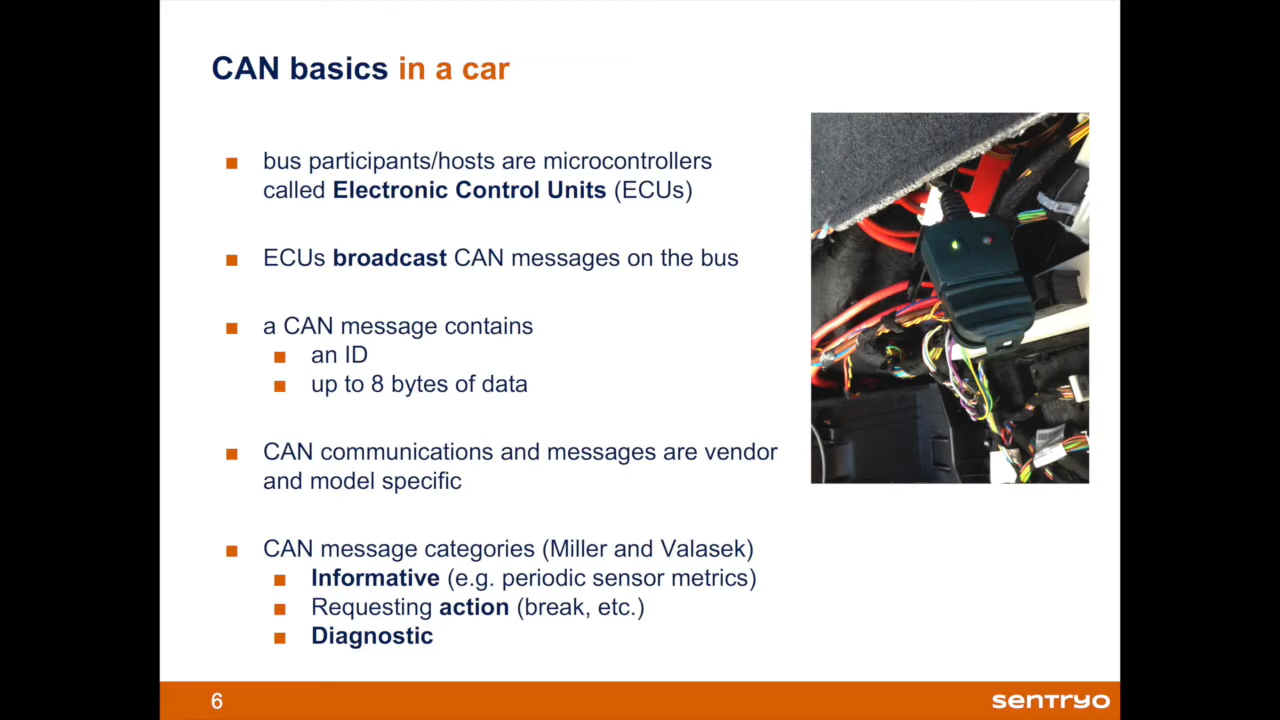 CAN basics in a car
bus participants/hosts are microcontrollers
called Electronic Control Units (ECUs)
ECUs broadcast CAN messages on the bus
a CAN message contains
an ID
up to 8 bytes of data
CAN communications and messages are vendor
and model specific
CAN message categories (Miller and Valasek)
Informative (e.g. periodic sensor metrics)
Requesting action (break, etc.)
Diagnostic
6
sentryo